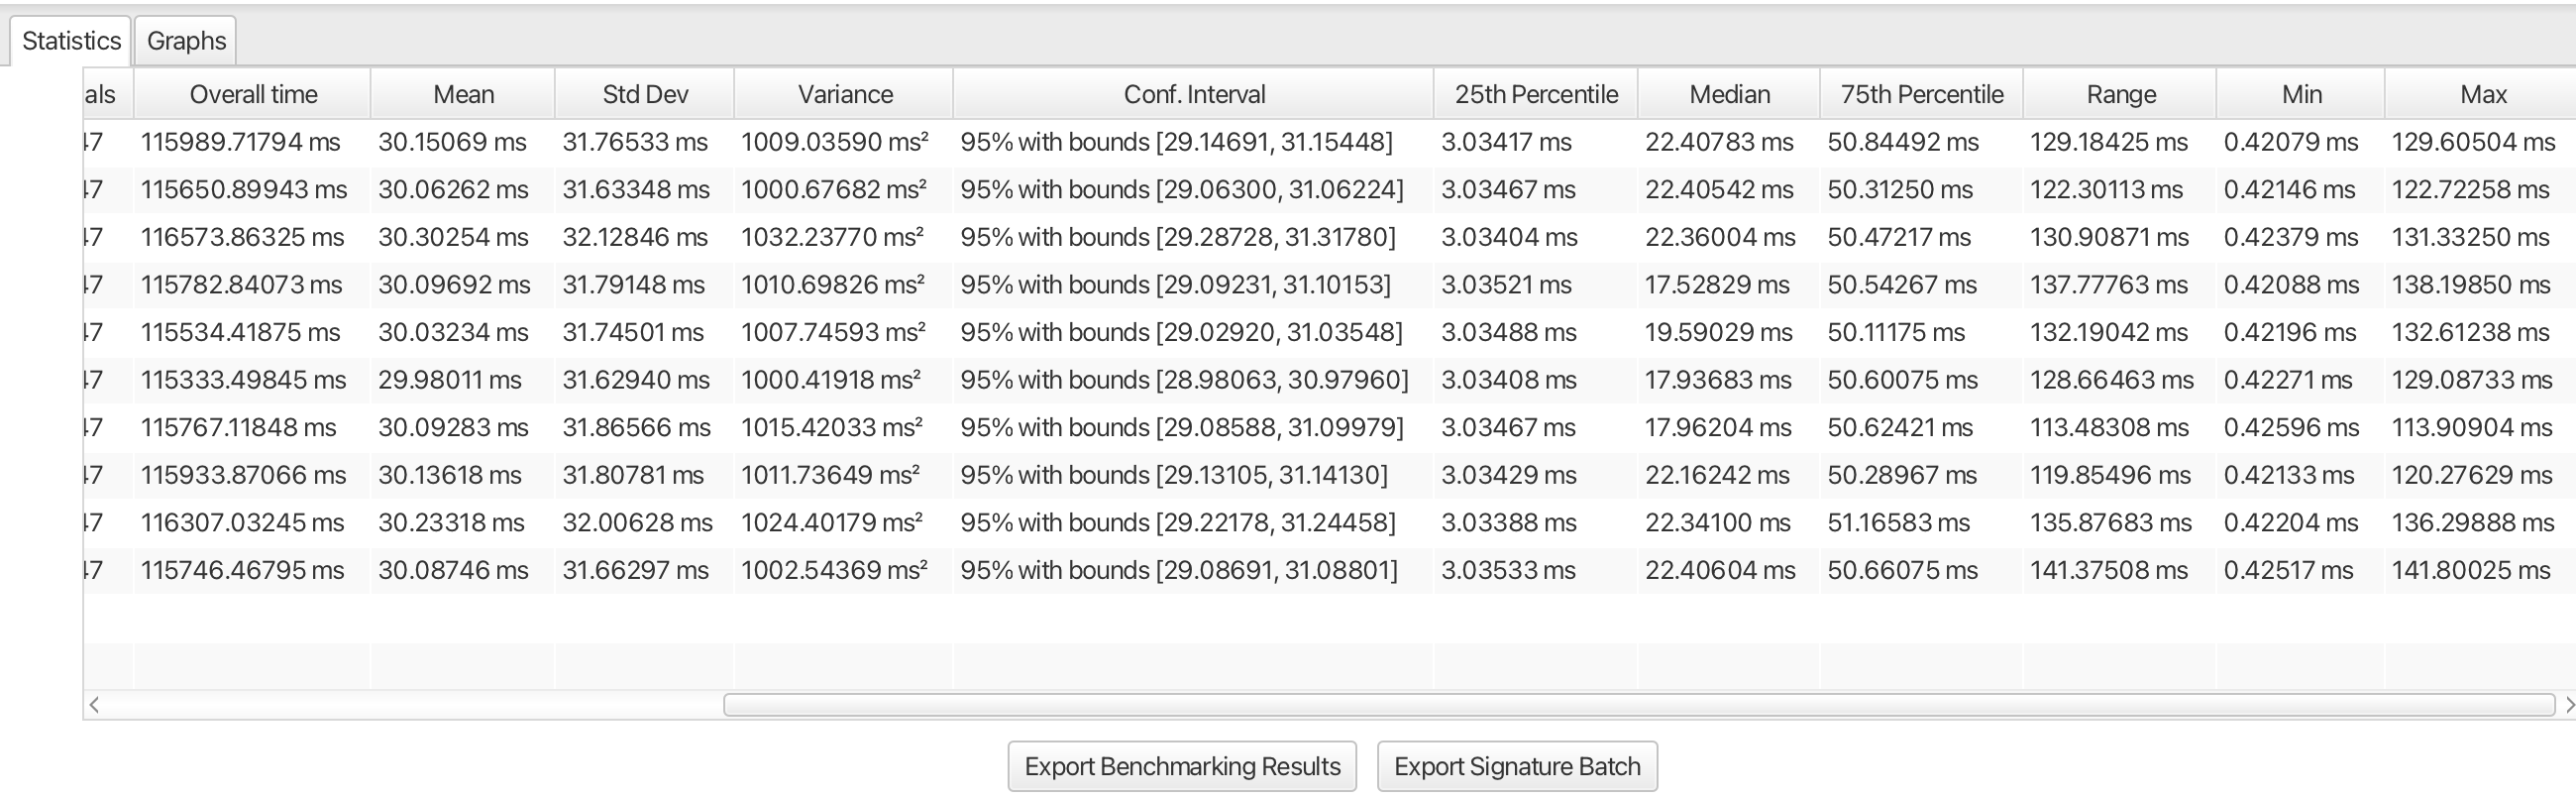 Statistics Graphs
als Overall time Mean Std Dev Variance Conf. Interval 25th Percentile Median 75th Percentile Range Min Max
47 115989.71794 ms 30.15069 ms 31.76533 ms 1009.03590 ms² 95% with bounds [29.14691, 31.15448] 3.03417 ms 22.40783 ms 50.84492 ms 129.18425 ms 0.42079 ms 129.60504 ms
47 115650.89943 ms 30.06262 ms 31.63348 ms 1000.67682 ms² 95% with bounds [29.06300, 31.06224] 3.03467 ms 22.40542 ms 50.31250 ms 122.30113 ms 0.42146 ms 122.72258 ms
47 116573.86325 ms 30.30254 ms 32.12846 ms 1032.23770 ms² 95% with bounds [29.28728, 31.31780] 3.03404 ms 22.36004 ms 50.47217 ms 130.90871 ms 0.42379 ms 131.33250 ms
47 115782.84073 ms 30.09692 ms 31.79148 ms 1010.69826 ms² 95% with bounds [29.09231, 31.10153] 3.03521 ms 17.52829 ms 50.54267 ms 137.77763 ms 0.42088 ms 138.19850 ms
47 115534.41875 ms 30.03234 ms 31.74501 ms 1007.74593 ms² 95% with bounds [29.02920, 31.03548] 3.03488 ms 19.59029 ms 50.11175 ms 132.19042 ms 0.42196 ms 132.61238 ms
47 115333.49845 ms 29.98011 ms 31.62940 ms 1000.41918 ms² 95% with bounds [28.98063, 30.97960] 3.03408 ms 17.93683 ms 50.60075 ms 128.66463 ms 0.42271 ms 129.08733 ms
47 115767.11848 ms 30.09283 ms 31.86566 ms 1015.42033 ms² 95% with bounds [29.08588, 31.09979] 3.03467 ms 17.96204 ms 50.62421 ms 113.48308 ms 0.42596 ms 113.90904 ms
47 115933.87066 ms 30.13618 ms 31.80781 ms 1011.73649 ms² 95% with bounds [29.13105, 31.14130] 3.03429 ms 22.16242 ms 50.28967 ms 119.85496 ms 0.42133 ms 120.27629 ms
47 116307.03245 ms 30.23318 ms 32.00628 ms 1024.40179 ms² 95% with bounds [29.22178, 31.24458] 3.03388 ms 22.34100 ms 51.16583 ms 135.87683 ms 0.42204 ms 136.29888 ms
47 115746.46795 ms 30.08746 ms 31.66297 ms 1002.54369 ms² 95% with bounds [29.08691, 31.08801] 3.03533 ms 22.40604 ms 50.66075 ms 141.37508 ms 0.42517 ms 141.80025 ms
Export Benchmarking Results Export Signature Batch